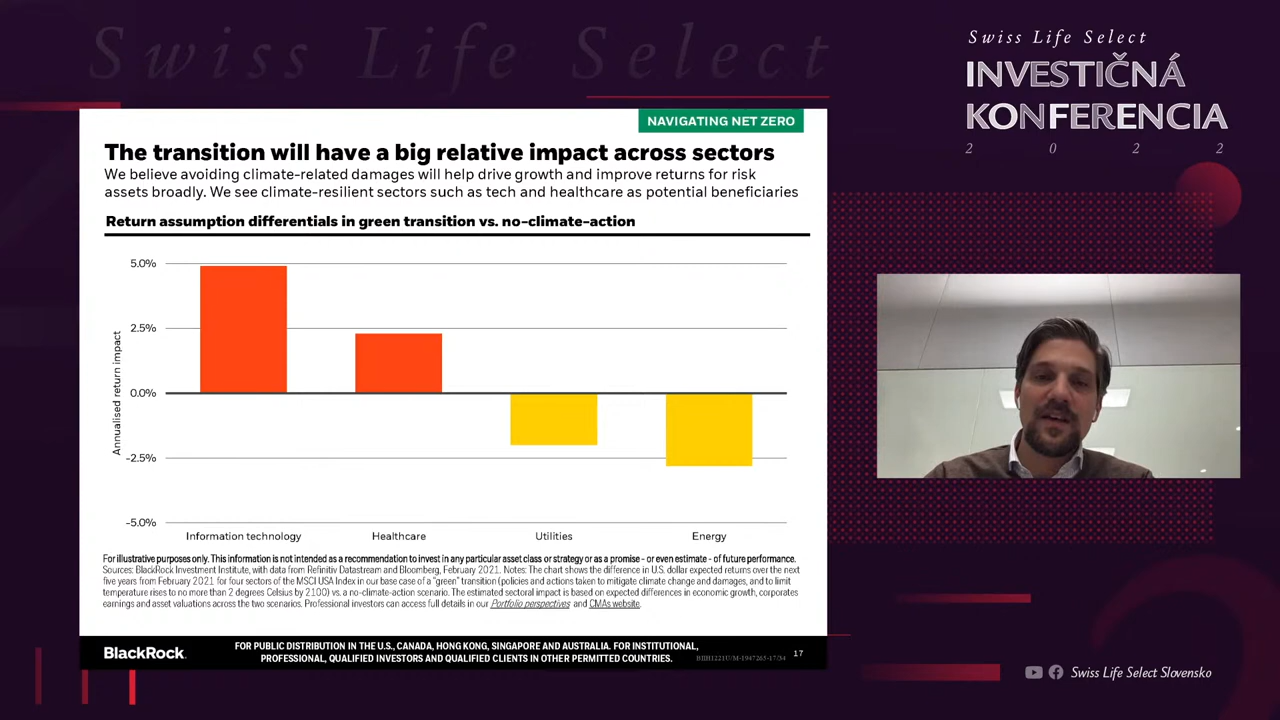 Swiss Life Select
Swiss Life Select
INVESTIČNÁ
KONFERENCIA
2 0 2 2
NAVIGATING NET ZERO
The transition will have a big relative impact across sectors
We believe avoiding climate-related damages will help drive growth and improve returns for risk
assets broadly. We see climate-resilient sectors such as tech and healthcare as potential beneficiaries
Return assumption differentials in green transition vs. no-climate-action
Annualised return impact
5.0%
2.5%
0.0%
-2.5%
-5.0%
Information technology
Healthcare
Utilities
Energy
For illustrative purposes only. This information is not intended as a recommendation to invest in any particular asset class or strategy or as a promise - or even estimate - of future performance.
Sources: BlackRock Investment Institute, with data from Refinitiv Datastream and Bloomberg, February 2021. Notes: The chart shows the difference in U.S. dollar expected returns over the next
five years from February 2021 for four sectors of the MSCI USA Index in our base case of a "green" transition (policies and actions taken to mitigate climate change and damages, and to limit
temperature rises to no more than 2 degrees Celsius by 2100) vs. a no-climate-action scenario. The estimated sectoral impact is based on expected differences in economic growth, corporates
earnings and asset valuations across the two scenarios. Professional investors can access full details in our Portfolio perspectives and CMAs website.
BlackRock.
FOR PUBLIC DISTRIBUTION IN THE U.S., CANADA, HONG KONG, SINGAPORE AND AUSTRALIA. FOR INSTITUTIONAL,
PROFESSIONAL, QUALIFIED INVESTORS AND QUALIFIED CLIENTS IN OTHER PERMITTED COUNTRIES.
BIIH1221U/M-1947265-17/34
17
Swiss Life Select Slovensko